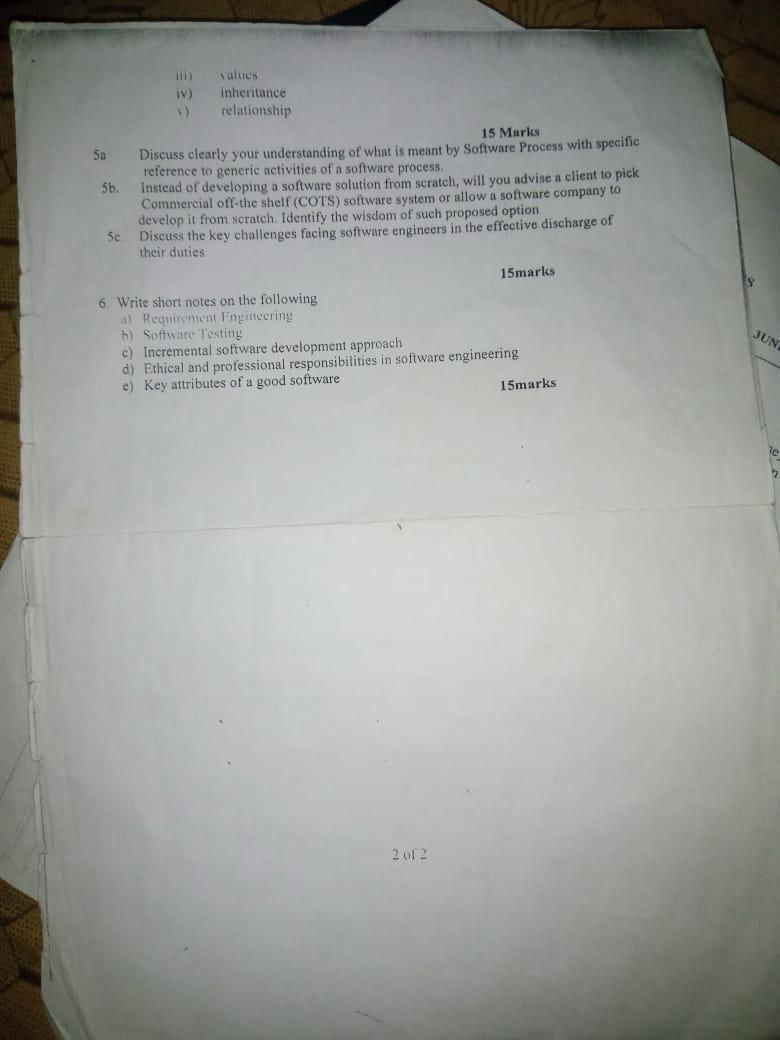 iii) values
iv) inheritance
v) relationship
15 Marks
5a Discuss clearly your understanding of what is meant by Software Process with specific
reference to generic activities of a software process.
5b. Instead of developing a software solution from scratch, will you advise a client to pick
Commercial off-the shelf (COTS) software system or allow a software company to
develop it from scratch. Identify the wisdom of such proposed option
5c. Discuss the key challenges facing software engineers in the effective discharge of
their duties
15marks
6. Write short notes on the following
a) Requirement Engineering
b) Software Testing
c) Incremental software development approach
d) Ethical and professional responsibilities in software engineering
e) Key attributes of a good software
15marks
2 of 2